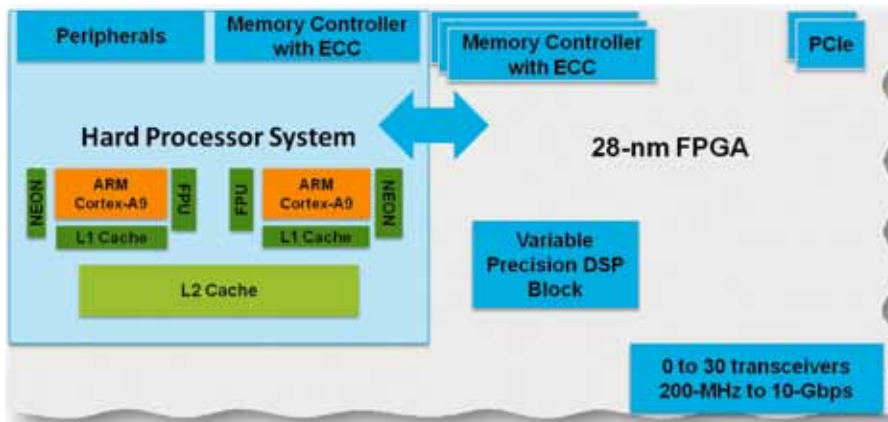 Peripherals
Memory Controller
with ECC
Memory Controller
with ECC
PCIe
Hard Processor System
28-nm FPGA
NEON
ARM
Cortex-A9
FPU
L1 Cache
FPU
ARM
Cortex-A9
NEON
L1 Cache
L2 Cache
Variable
Precision DSP
Block
0 to 30 transceivers
200-MHz to 10-Gbps